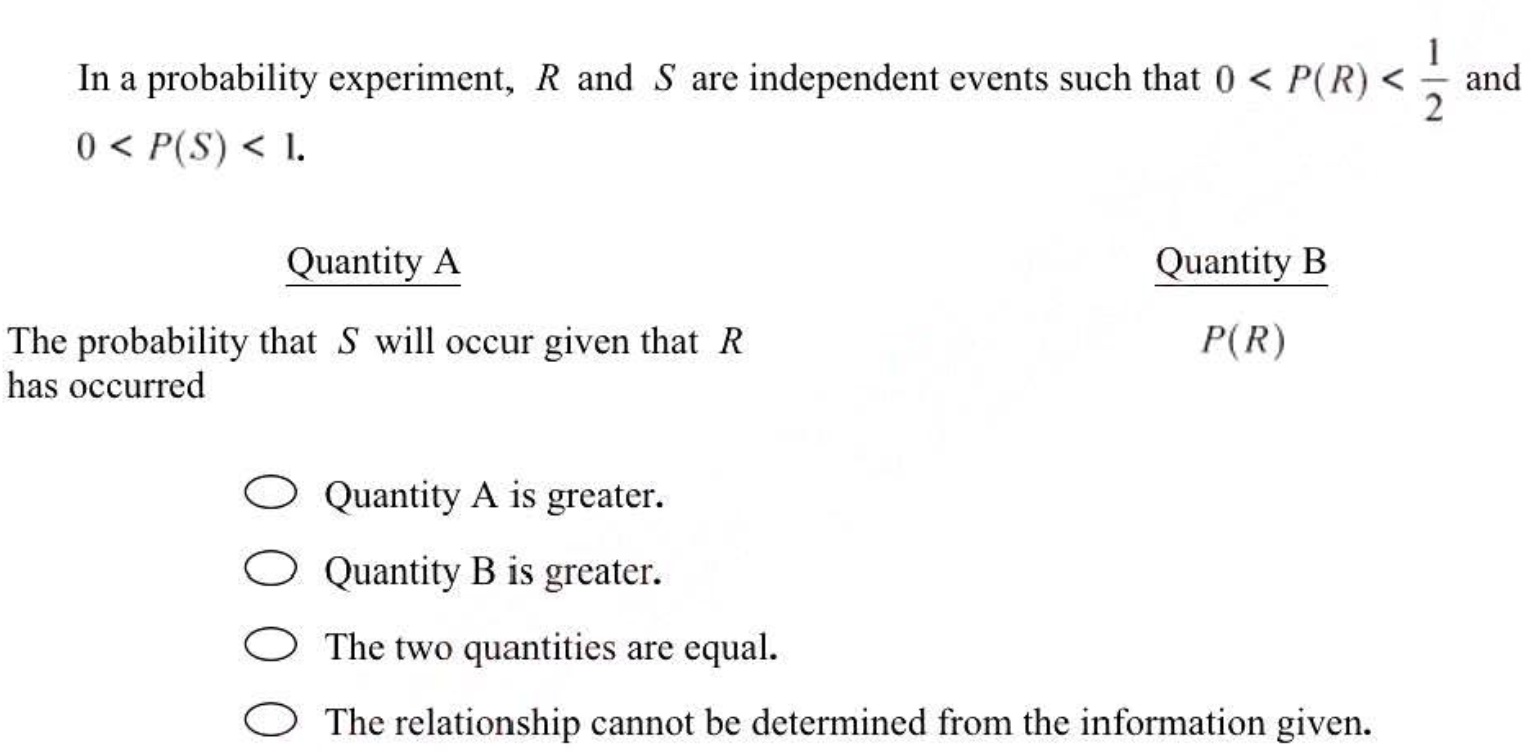 In a probability experiment, R and S are independent events such that 0 < P(R) < 1/2 and
0 < P(S) < 1.
Quantity A
Quantity B
The probability that S will occur given that R
has occurred
P(R)
Quantity A is greater.
Quantity B is greater.
The two quantities are equal.
The relationship cannot be determined from the information given.